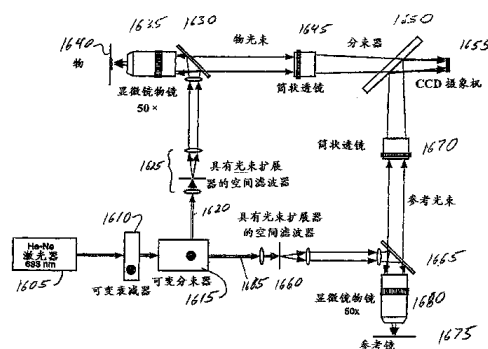 1640
1635
1630
物光束
1645
分束器
1650
1655
物
CCD 摄象机
显微镜物镜
50×
筒状透镜
1625
具有光束扩展
器的空间滤波器
筒状透镜
1670
参考光束
1610
1620
具有光束扩展器
的空间滤波器
He-Ne
激光器
633 nm
1605
可变衰减器
可变分束器
1615
1685
1660
1665
显微镜物镜
50x
1680
参考镜
1675